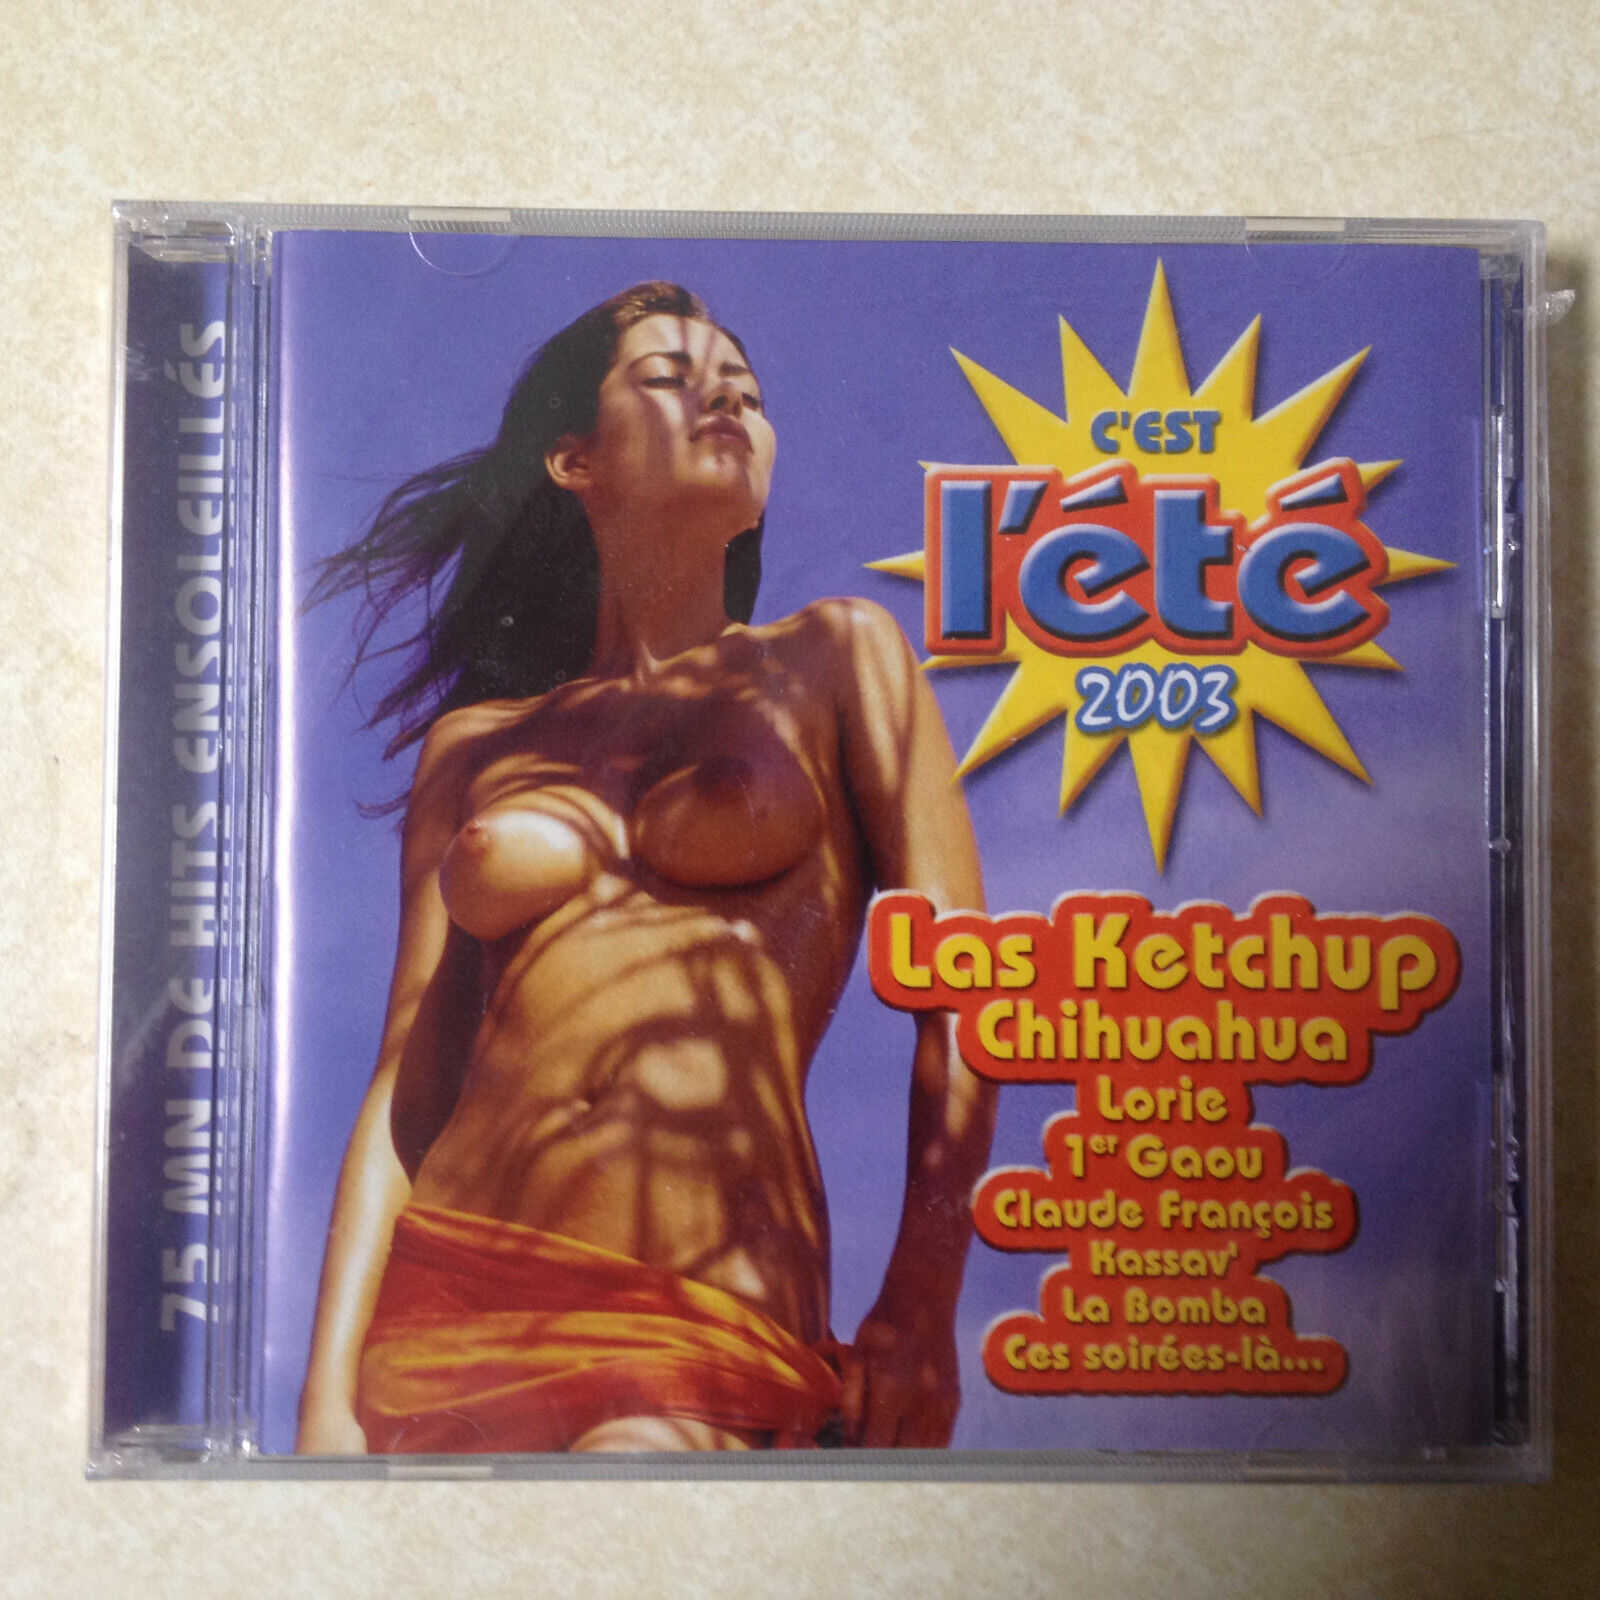 75 MN DE HITS ENSOLEILLÉS
C'EST
l'été
2003
Las Ketchup
Chihuahua
Lorie
1er Gaou
Claude François
Kassav'
La Bomba
Ces soirées-là...